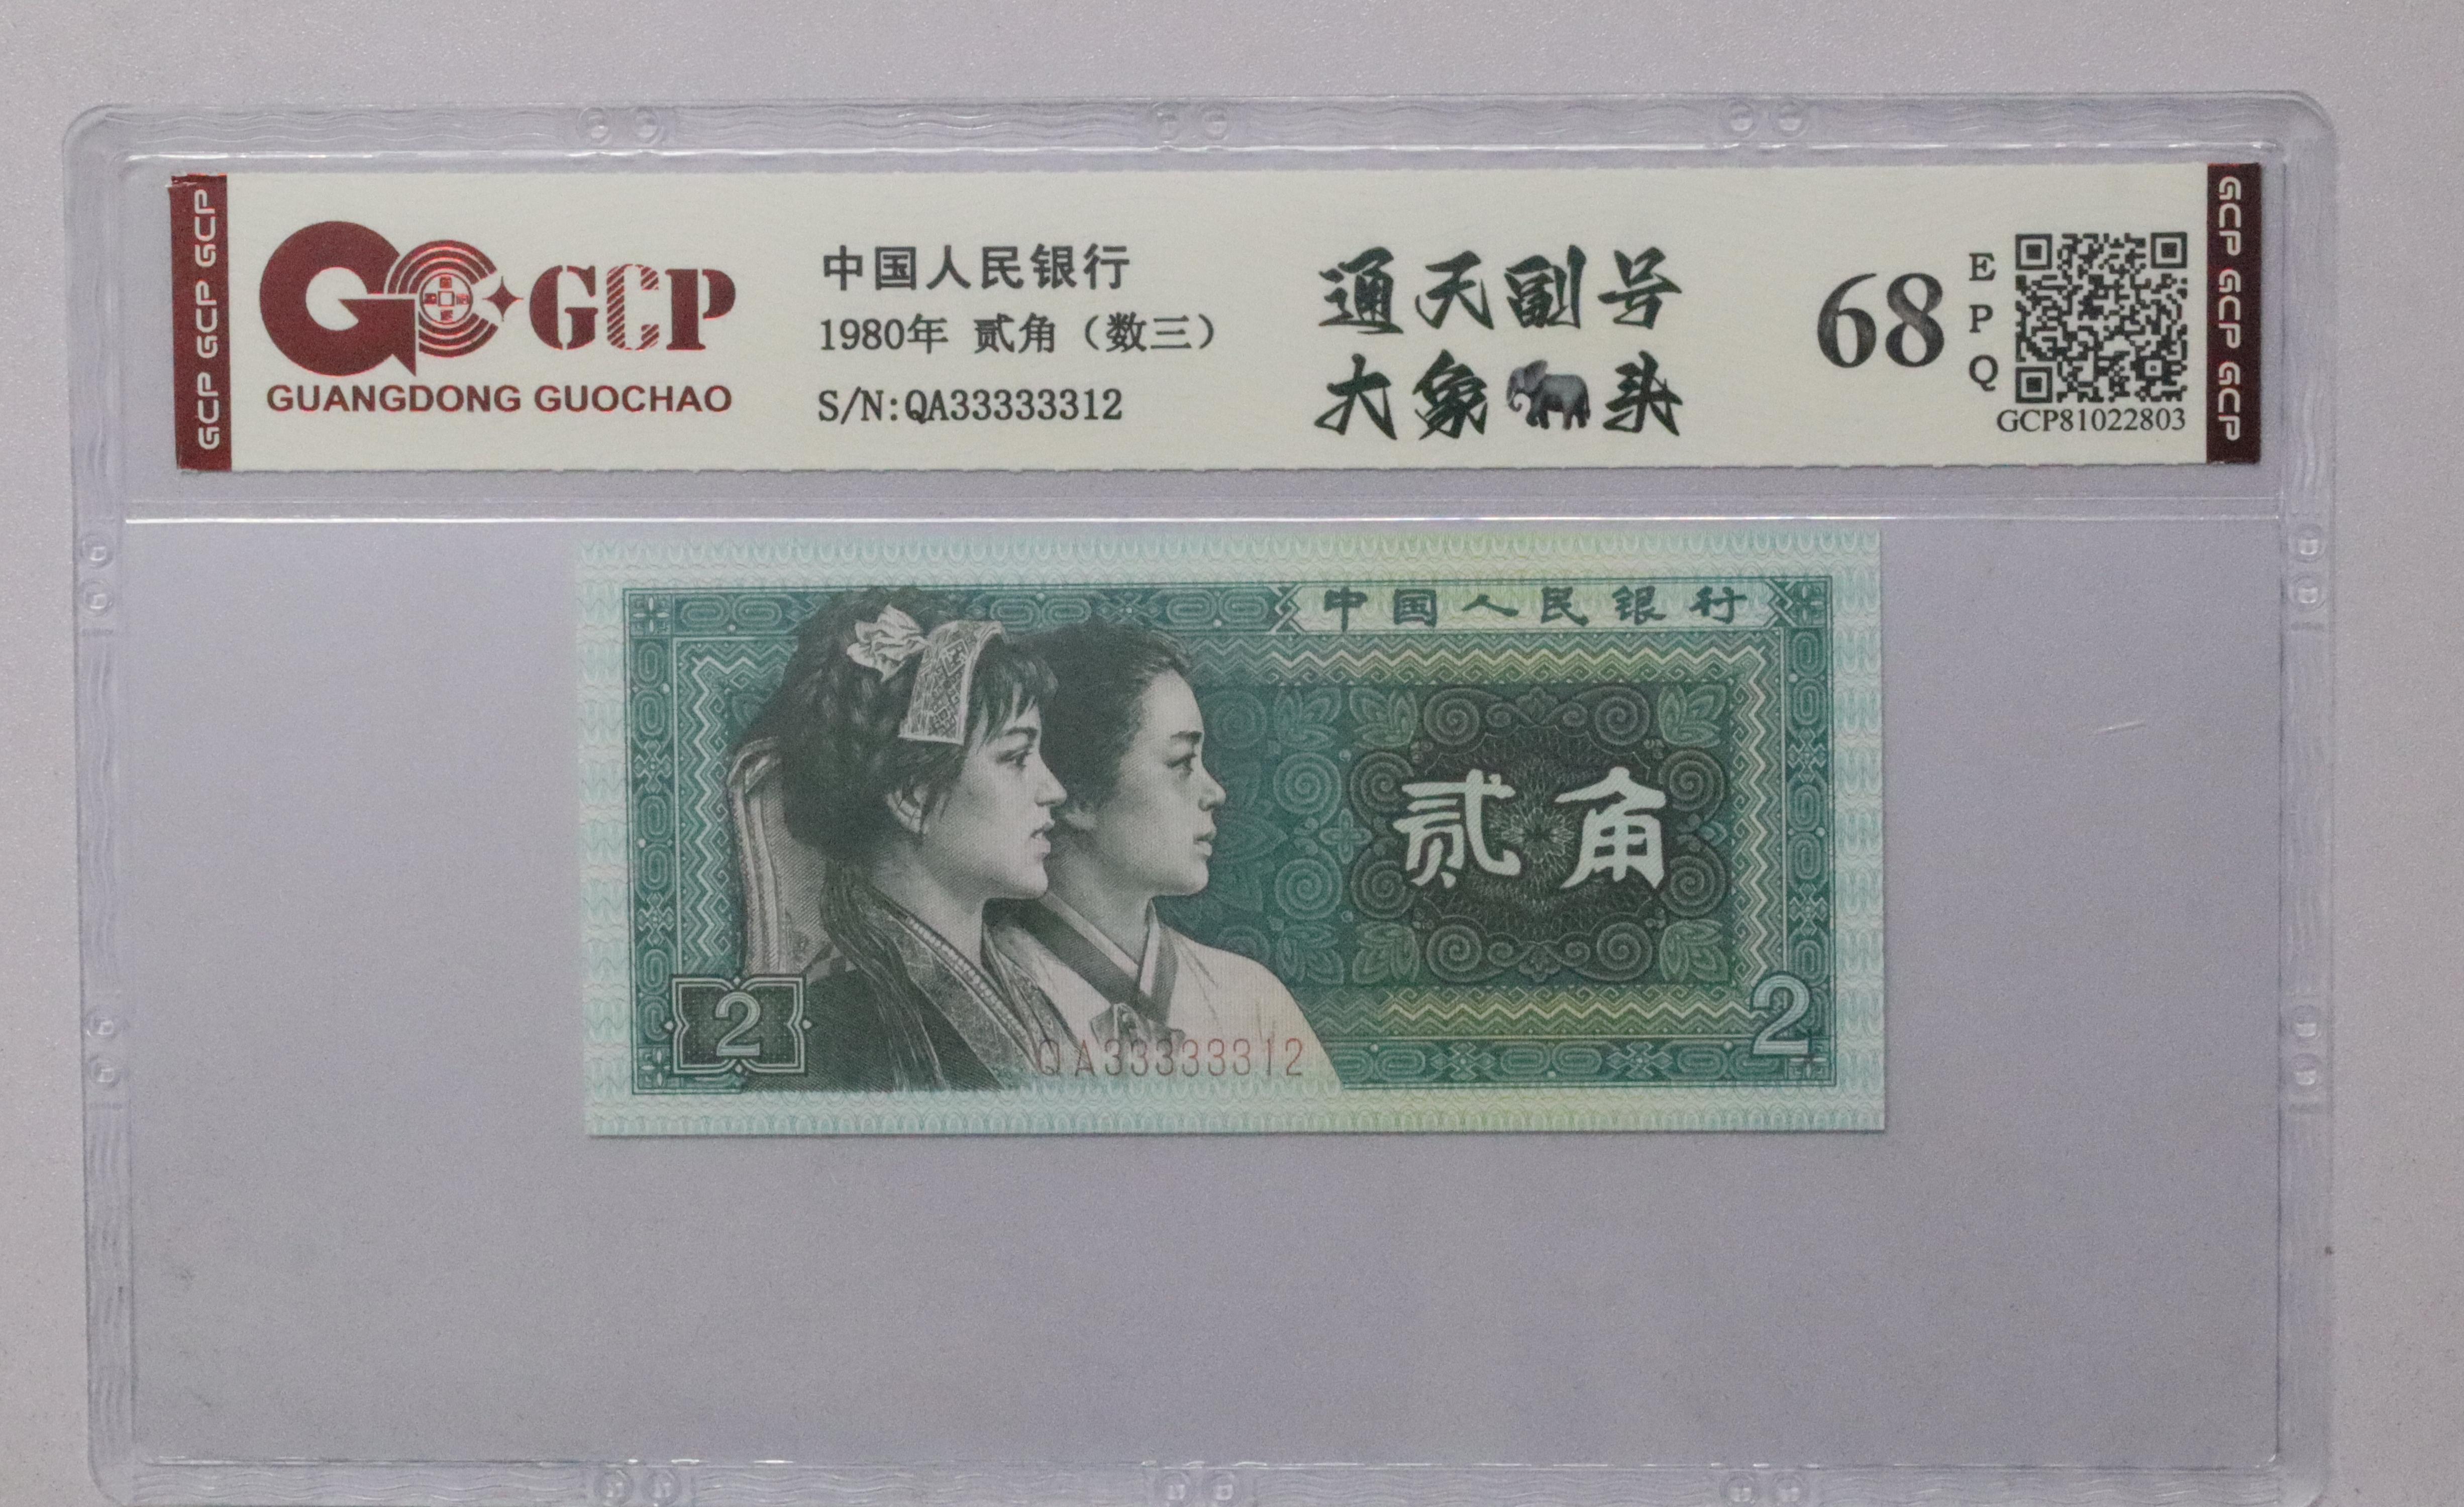 GCP GCP GCP
GCP
GUANGDONG GUOCHAO
中国人民银行
1980年 贰角（数三）
S/N:QA33333312
通天副号
大象头
68
EPQ
GCP81022803
GCP GCP GCP
中国人民银行
贰角
2
2
QA33333312